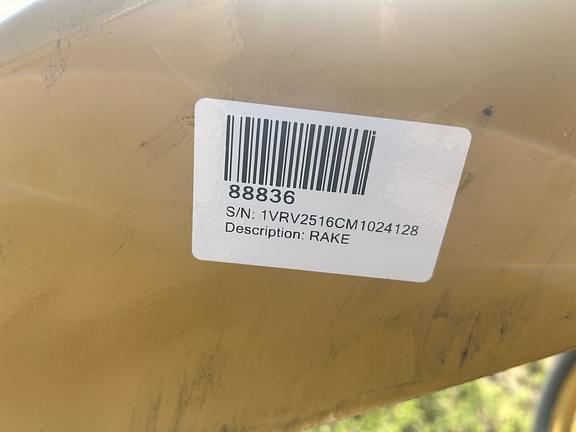 88836
S/N: 1VRV2516CM1024128
Description: RAKE